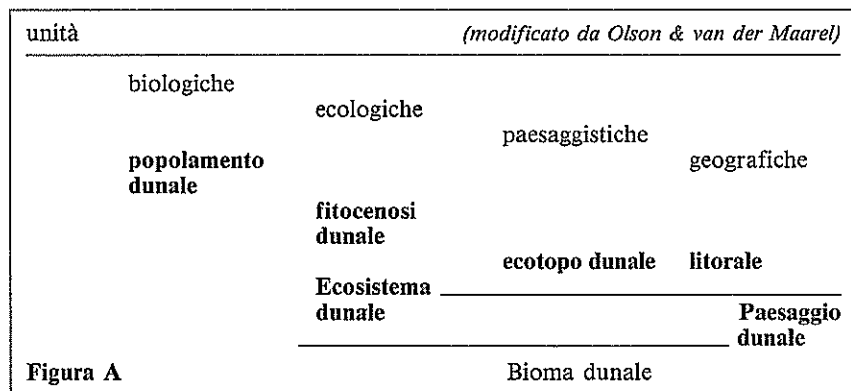 unità (modificato da Olson & van der Maarel)
biologiche
ecologiche
paesaggistiche
popolamento geografiche
dunale
fitocenosi
dunale
ecotopo dunale litorale
Ecosistema
dunale Paesaggio
dunale
Figura A Bioma dunale